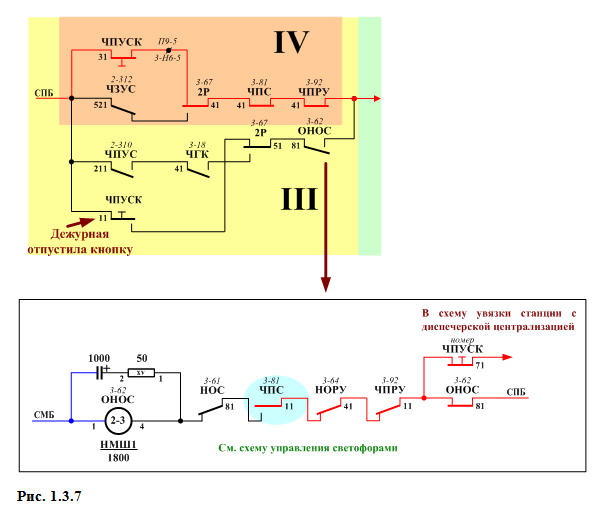 IV
ЧПУСК
31
П9-5
3-Н6-5
СПБ
2-312
ЧЗУС
521
3-67
2Р
41
3-81
ЧПС
41
41
3-92
ЧПРУ
41
3-67
2Р
51
3-62
ОНОС
81
2-310
ЧПУС
211
3-18
ЧГК
41
ЧПУСК
11
III
Дежурная
отпустила кнопку
В схему увязки станции с
диспечерской централизацией
номер
ЧПУСК
71
1000
50
2
ху
1
3-62
ОНОС
СМБ
1
2-3
4
НМШ1
1800
3-61
НОС
81
3-81
ЧПС
11
3-64
НОРУ
41
3-92
ЧПРУ
11
3-62
ОНОС
81
СПБ
См. схему управления светофорами
Рис. 1.3.7